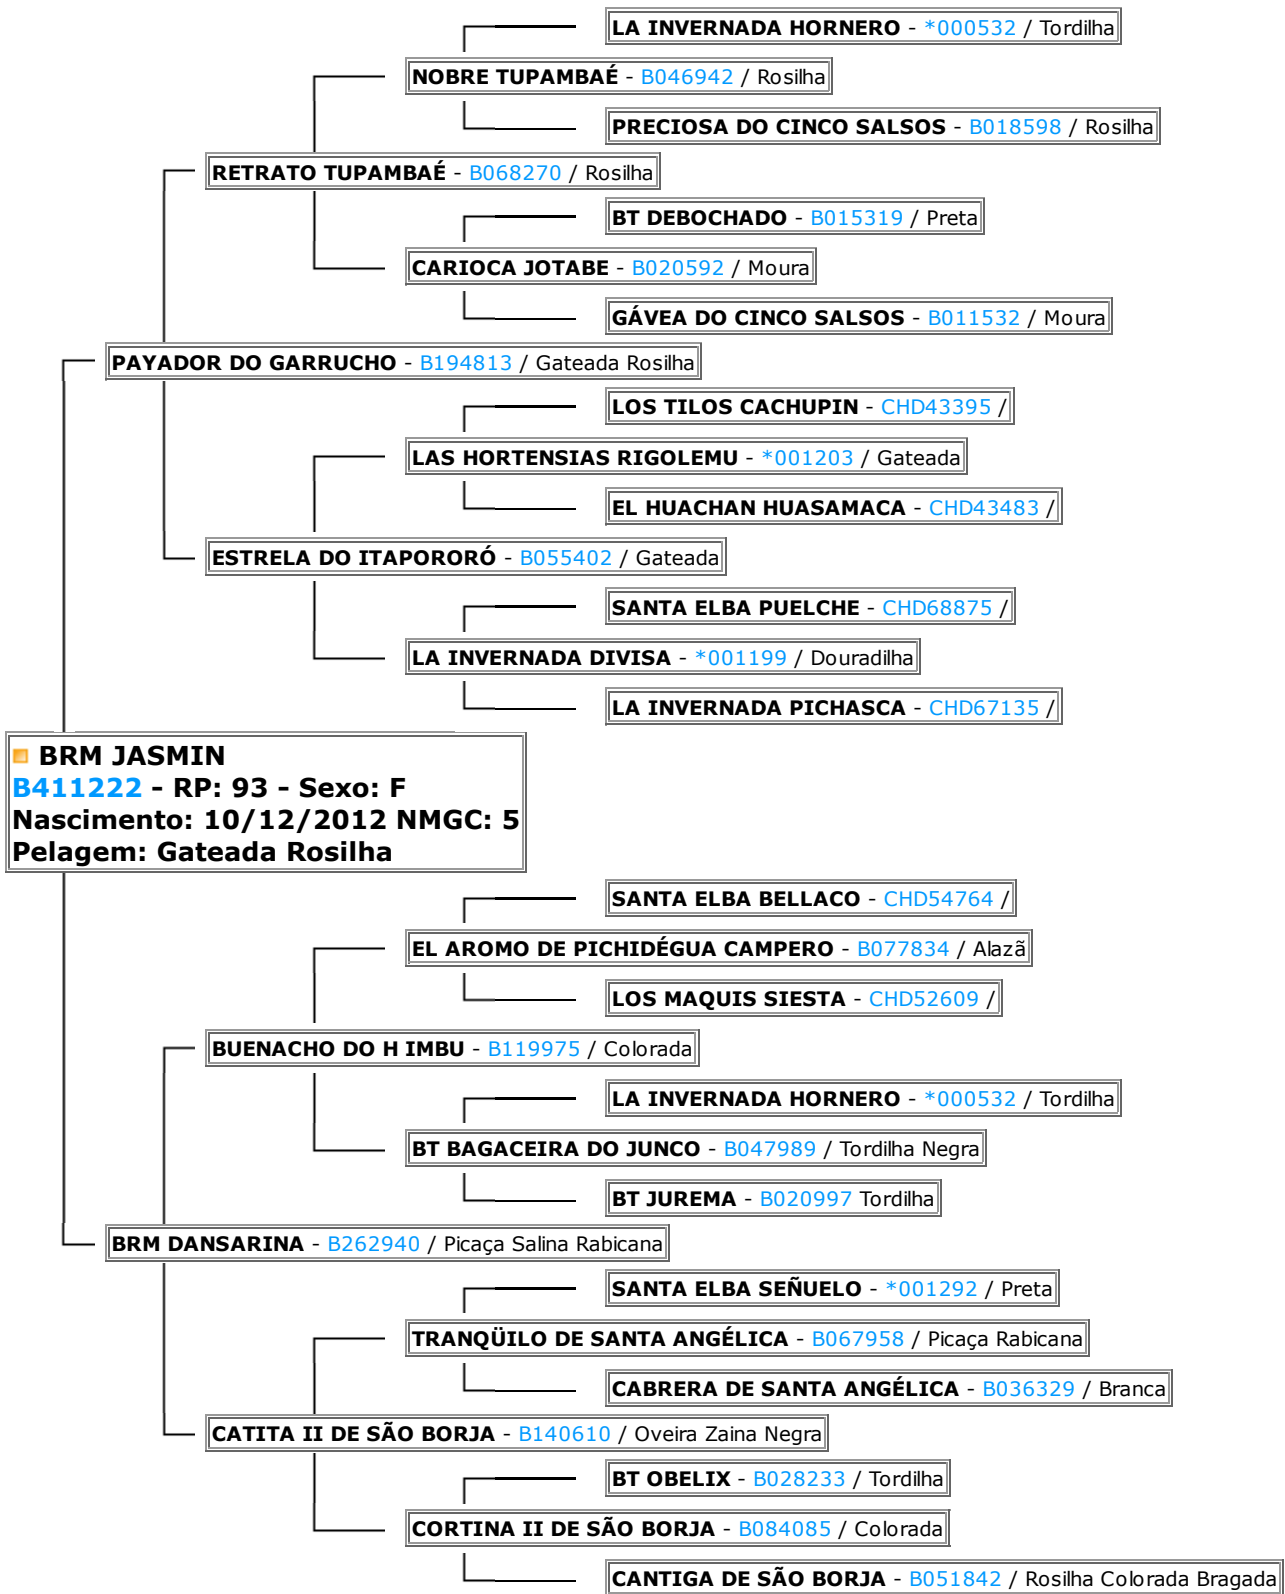 LA INVERNADA HORNERO - *000532 / Tordilha
NOBRE TUPAMBAÉ - B046942 / Rosilha
PRECIOSA DO CINCO SALSOS - B018598 / Rosilha
RETRATO TUPAMBAÉ - B068270 / Rosilha
BT DEBOCHADO - B015319 / Preta
CARIOCA JOTABE - B020592 / Moura
GÁVEA DO CINCO SALSOS - B011532 / Moura
PAYADOR DO GARRUCHO - B194813 / Gateada Rosilha
LOS TILOS CACHUPIN - CHD43395 /
LAS HORTENSIAS RIGOLEMU - *001203 / Gateada
EL HUACHAN HUASAMACA - CHD43483 /
ESTRELA DO ITAPORORÓ - B055402 / Gateada
SANTA ELBA PUELCHE - CHD68875 /
LA INVERNADA DIVISA - *001199 / Douradilha
LA INVERNADA PICHASCA - CHD67135 /
BRM JASMIN
B411222 - RP: 93 - Sexo: F
Nascimento: 10/12/2012 NMGC: 5
Pelagem: Gateada Rosilha
SANTA ELBA BELLACO - CHD54764 /
EL AROMO DE PICHIDÉGUA CAMPERO - B077834 / Alazã
LOS MAQUIS SIESTA - CHD52609 /
BUENACHO DO H IMBU - B119975 / Colorada
LA INVERNADA HORNERO - *000532 / Tordilha
BT BAGACEIRA DO JUNCO - B047989 / Tordilha Negra
BT JUREMA - B020997 Tordilha
BRM DANSARINA - B262940 / Picaça Salina Rabicana
SANTA ELBA SEÑUELO - *001292 / Preta
TRANQÜILO DE SANTA ANGÉLICA - B067958 / Picaça Rabicana
CABRERA DE SANTA ANGÉLICA - B036329 / Branca
CATITA II DE SÃO BORJA - B140610 / Oveira Zaina Negra
BT OBELIX - B028233 / Tordilha
CORTINA II DE SÃO BORJA - B084085 / Colorada
CANTIGA DE SÃO BORJA - B051842 / Rosilha Colorada Bragada